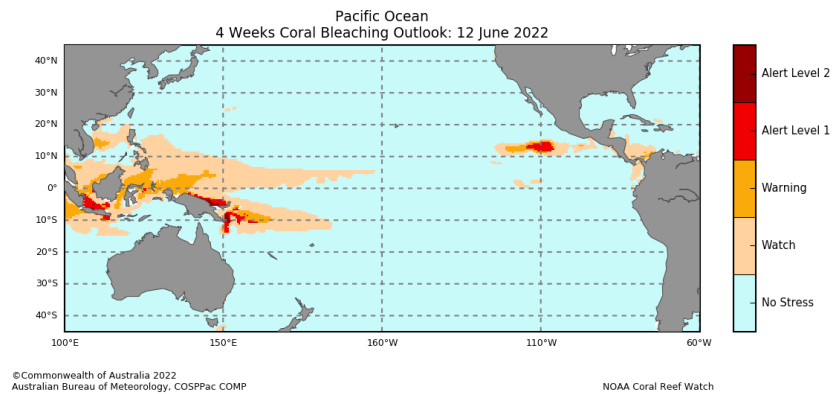 Pacific Ocean
4 Weeks Coral Bleaching Outlook: 12 June 2022
40°N
30°N
20°N
10°N
0°
10°S
20°S
30°S
40°S
100°E
150°E
160°W
110°W
60°W
Alert Level 2
Alert Level 1
Warning
Watch
No Stress
©Commonwealth of Australia 2022
Australian Bureau of Meteorology, COSPPac COMP
NOAA Coral Reef Watch